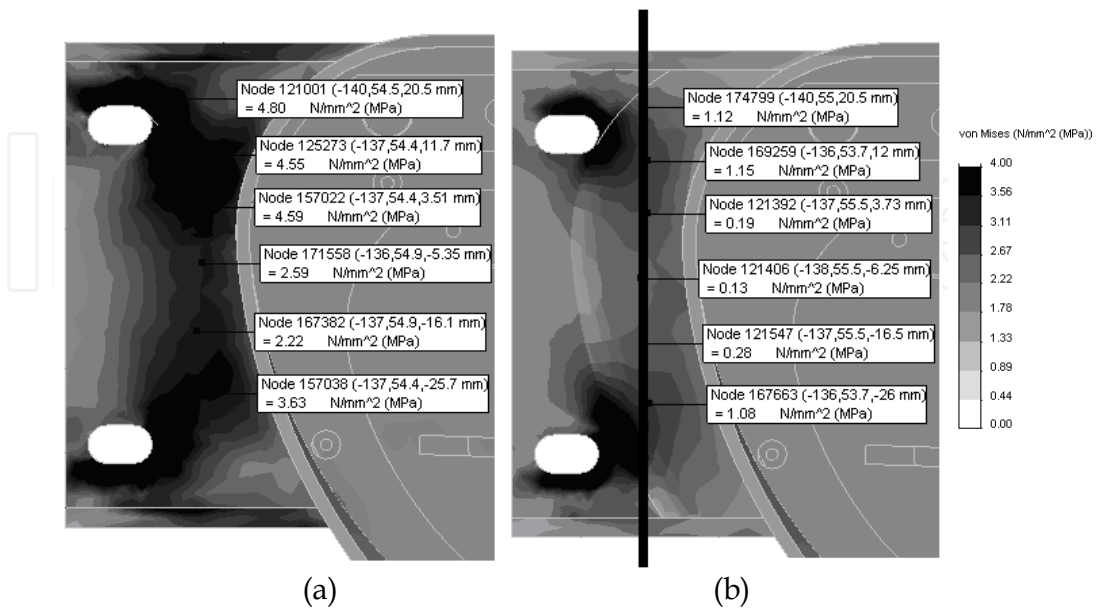 Node 121001 (-140,54.5,20.5 mm)
= 4.80 N/mm^2 (MPa)
Node 125273 (-137,54.4,11.7 mm)
= 4.55 N/mm^2 (MPa)
Node 157022 (-137,54.4,3.51 mm)
= 4.59 N/mm^2 (MPa)
Node 171558 (-136,54.9,-5.35 mm)
= 2.59 N/mm^2 (MPa)
Node 167382 (-137,54.9,-16.1 mm)
= 2.22 N/mm^2 (MPa)
Node 157038 (-137,54.4,-25.7 mm)
= 3.63 N/mm^2 (MPa)
(a)
Node 174799 (-140,55,20.5 mm)
= 1.12 N/mm^2 (MPa)
Node 169259 (-136,53.7,12 mm)
= 1.15 N/mm^2 (MPa)
Node 121392 (-137,55.5,3.73 mm)
= 0.19 N/mm^2 (MPa)
Node 121406 (-138,55.5,-6.25 mm)
= 0.13 N/mm^2 (MPa)
Node 121547 (-137,55.5,-16.5 mm)
= 0.28 N/mm^2 (MPa)
Node 167663 (-136,53.7,-26 mm)
= 1.08 N/mm^2 (MPa)
(b)
von Mises (N/mm^2 (MPa))
4.00
3.56
3.11
2.67
2.22
1.78
1.33
0.89
0.44
0.00